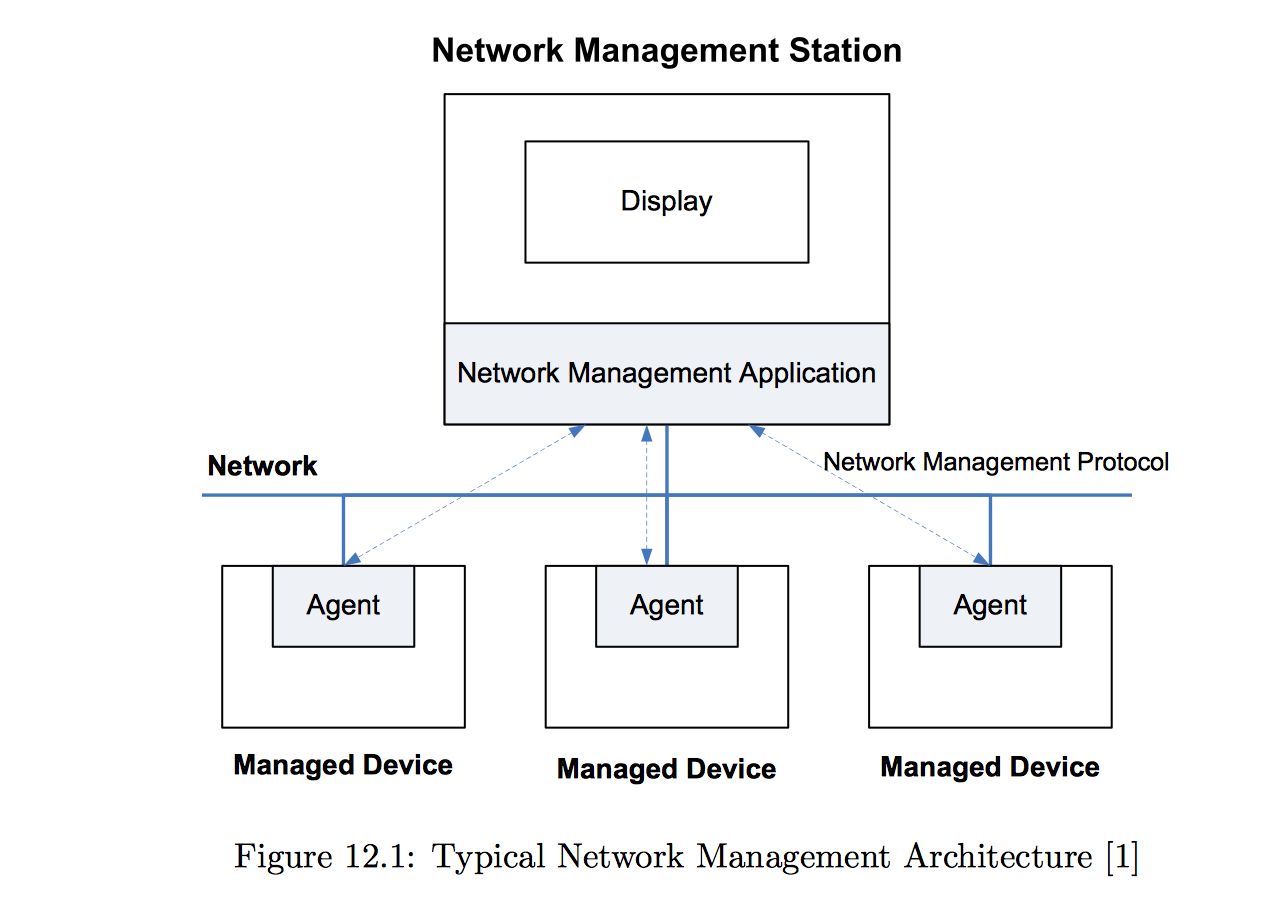 Network Management Station
Display
Network Management Application
Network
Network Management Protocol
Agent
Agent
Agent
Managed Device
Managed Device
Managed Device
Figure 12.1: Typical Network Management Architecture [1]